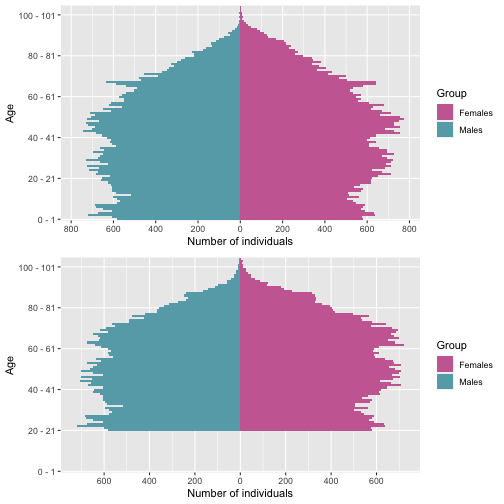 100 - 101
80 - 81
60 - 61
40 - 41
20 - 21
0 - 1
Age
800 600 400 200 0 200 400 600 800
Number of individuals
Group
Females
Males
100 - 101
80 - 81
60 - 61
40 - 41
20 - 21
0 - 1
Age
600 400 200 0 200 400 600
Number of individuals
Group
Females
Males